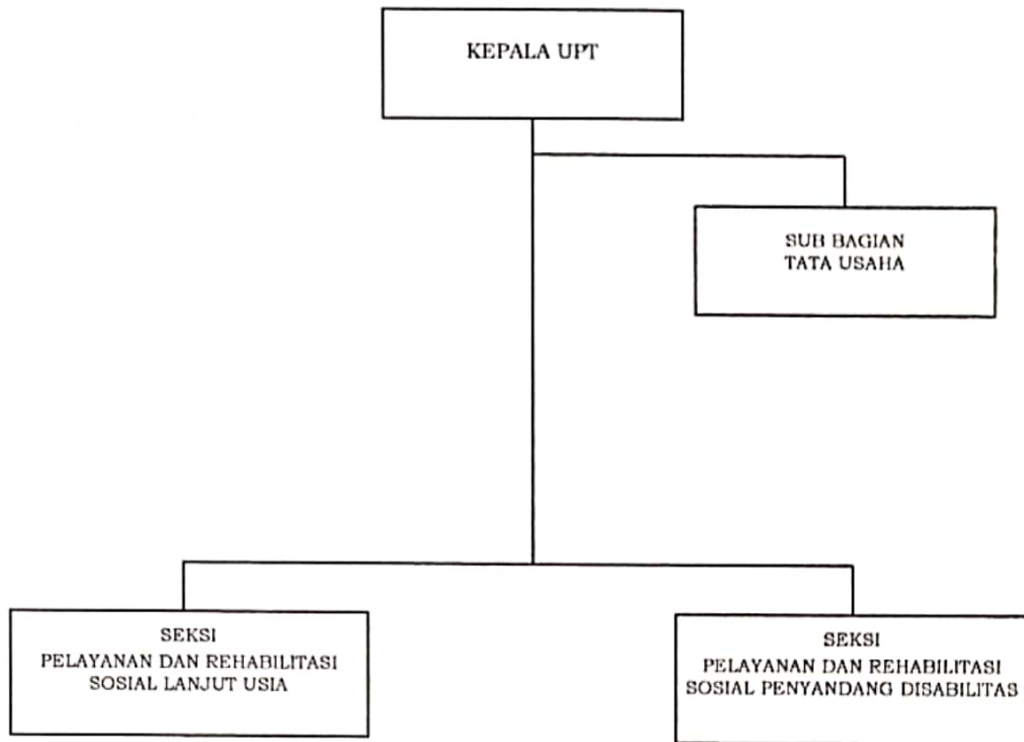 KEPALA UPT
SUB BAGIAN
TATA USAHA
SEKSI
PELAYANAN DAN REHABILITASI
SOSIAL LANJUT USIA
SEKSI
PELAYANAN DAN REHABILITASI
SOSIAL PENYANDANG DISABILITAS